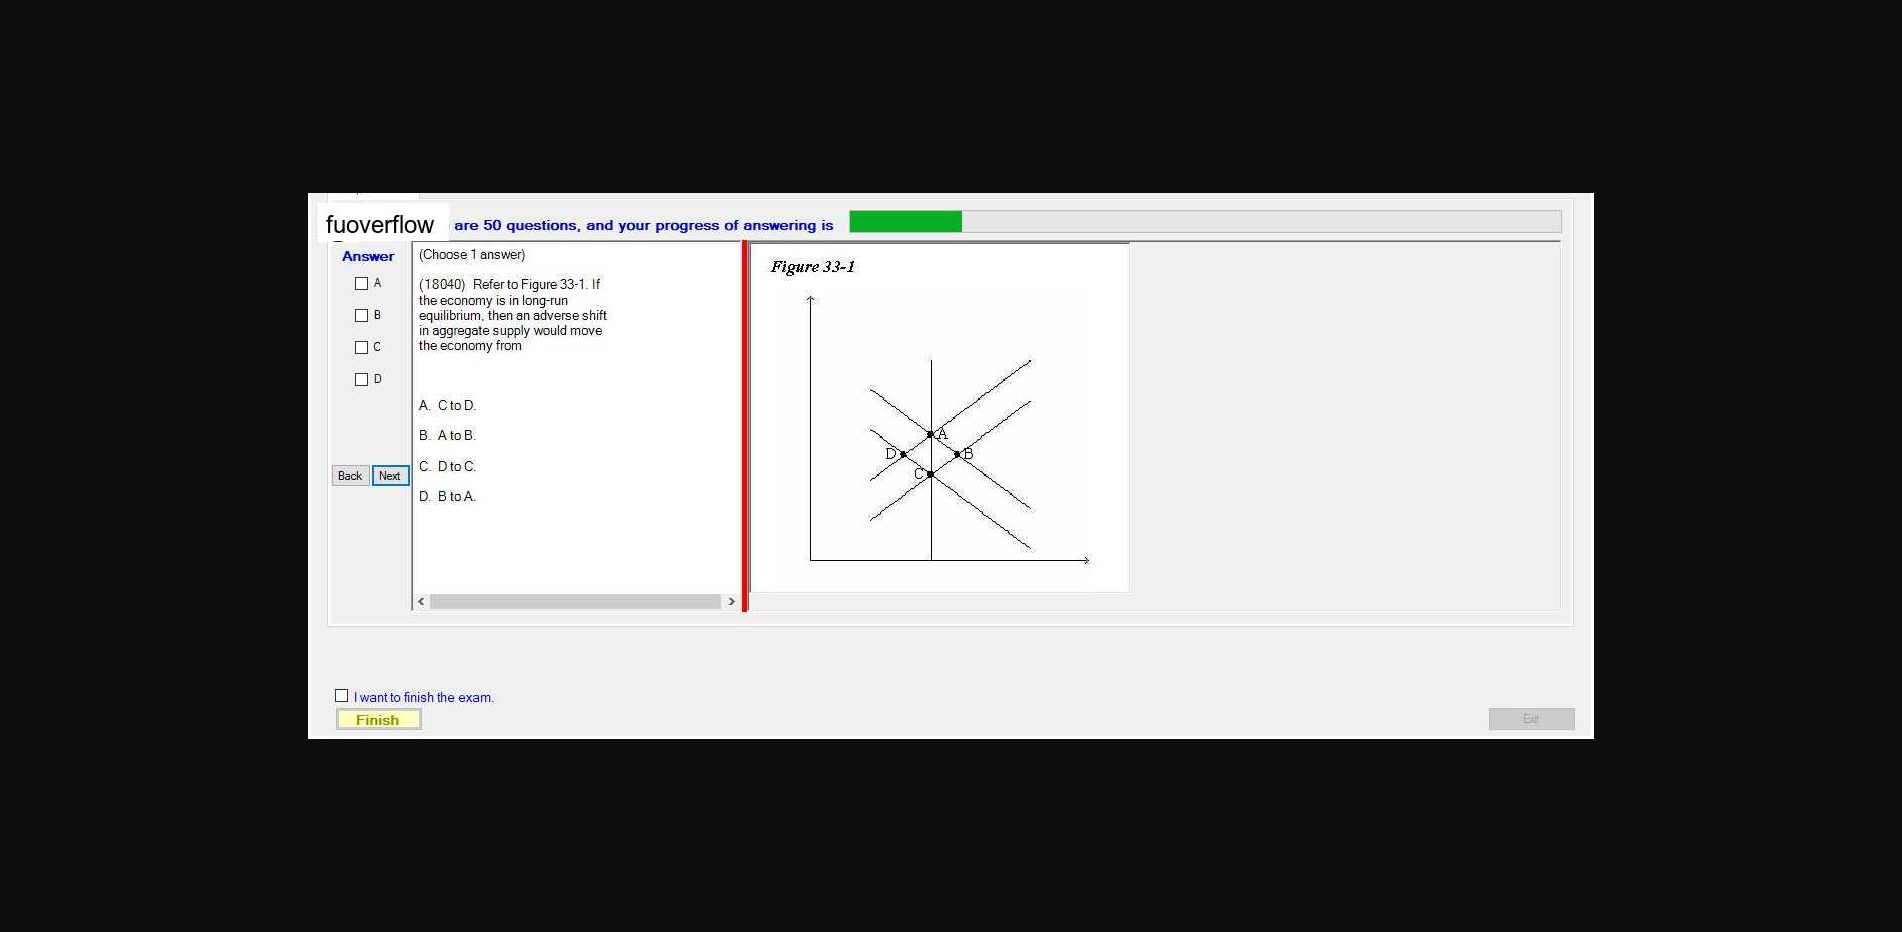 fuoverflow are 50 questions, and your progress of answering is
Answer
A
B
C
D
Back Next
(Choose 1 answer)
(18040) Refer to Figure 33-1. If
the economy is in long-run
equilibrium, then an adverse shift
in aggregate supply would move
the economy from
A. C to D.
B. A to B.
C. D to C.
D. B to A.
Figure 33-1
A
D B
C
I want to finish the exam.
Finish
Exit